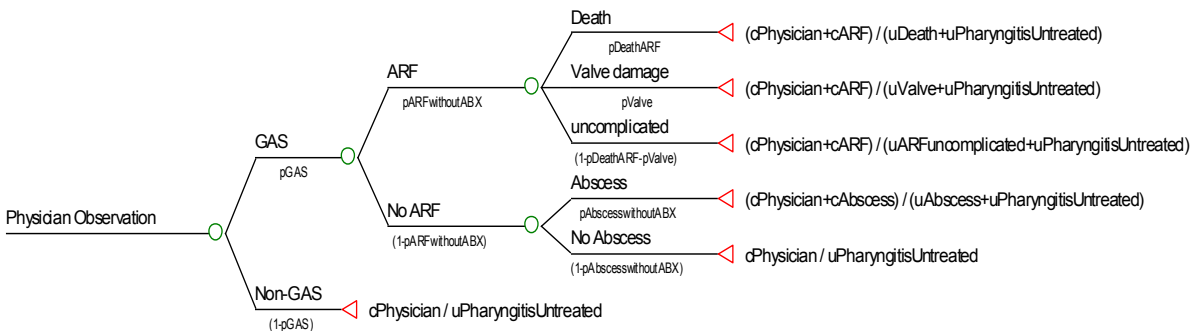 Death
pDeathARF
(cPhysician+cARF) / (uDeath+uPharyngitisUntreated)
ARF
pARFwithoutABX
Valve damage
pValve
(cPhysician+cARF) / (uValve+uPharyngitisUntreated)
uncomplicated
(1-pDeathARF-pValve)
(cPhysician+cARF) / (uARFuncomplicated+uPharyngitisUntreated)
GAS
pGAS
Abscess
pAbscesswithoutABX
(cPhysician+cAbscess) / (uAbscess+uPharyngitisUntreated)
No ARF
(1-pARFwithoutABX)
No Abscess
(1-pAbscesswithoutABX)
cPhysician / uPharyngitisUntreated
Physician Observation
Non-GAS
(1-pGAS)
cPhysician / uPharyngitisUntreated